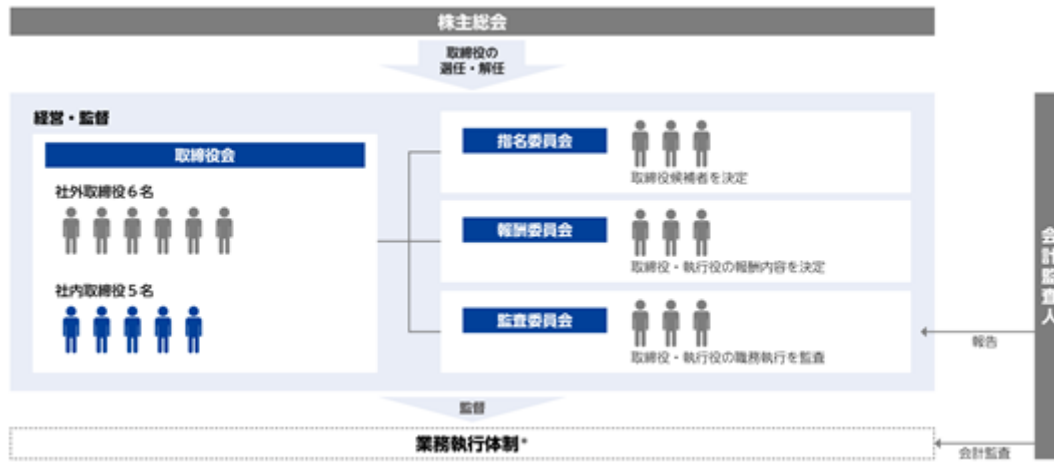 株主総会
取締役の
選任・解任
経営・監督
取締役会
社外取締役6名
社内取締役5名
指名委員会
取締役候補者を決定
報酬委員会
取締役・執行役の報酬内容を決定
監査委員会
取締役・執行役の職務執行を監査
会計監査人
報告
監督
業務執行体制*
会計監査